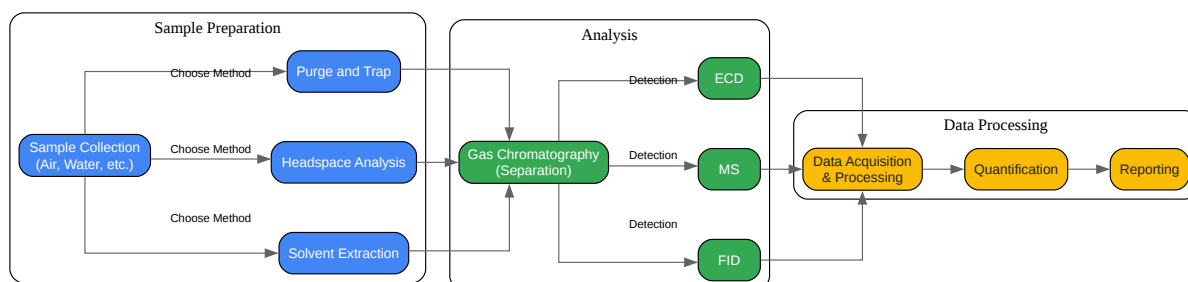 Sample Preparation
Choose Method
Purge and Trap
Sample Collection
(Air, Water, etc.)
Choose Method
Headspace Analysis
Choose Method
Solvent Extraction
Analysis
Gas Chromatography
(Separation)
Detection
ECD
Detection
MS
Detection
FID
Data Processing
Data Acquisition
& Processing
Quantification
Reporting